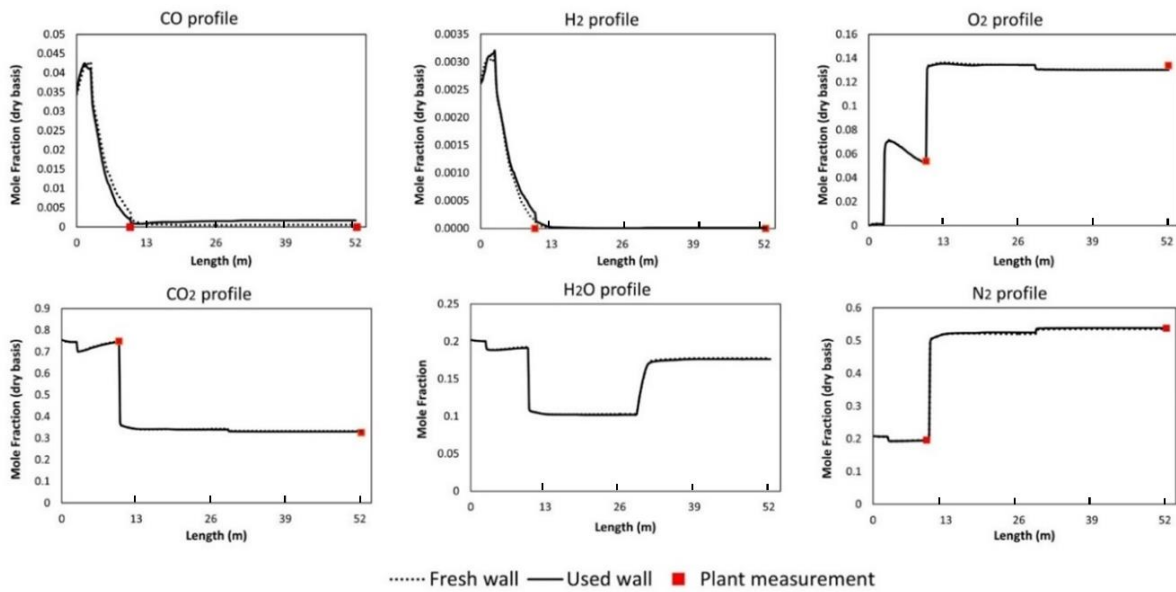 CO profile
Mole Fraction (dry basis)
0.05
0.045
0.04
0.035
0.03
0.025
0.02
0.015
0.01
0.005
0
0 13 26 39 52
Length (m)
H2 profile
Mole Fraction (dry basis)
0.0035
0.0030
0.0025
0.0020
0.0015
0.0010
0.0005
0.0000
0 13 26 39 52
Length (m)
O2 profile
Mole Fraction (dry basis)
0.16
0.14
0.12
0.1
0.08
0.06
0.04
0.02
0
0 13 26 39 52
Length (m)
CO2 profile
Mole Fraction (dry basis)
0.9
0.8
0.7
0.6
0.5
0.4
0.3
0.2
0.1
0
0 13 26 39 52
Length (m)
H2O profile
Mole Fraction
0.25
0.2
0.15
0.1
0.05
0
0 13 26 39 52
Length (m)
N2 profile
Mole Fraction (dry basis)
0.6
0.5
0.4
0.3
0.2
0.1
0
0 13 26 39 52
Length (m)
Fresh wall Used wall Plant measurement